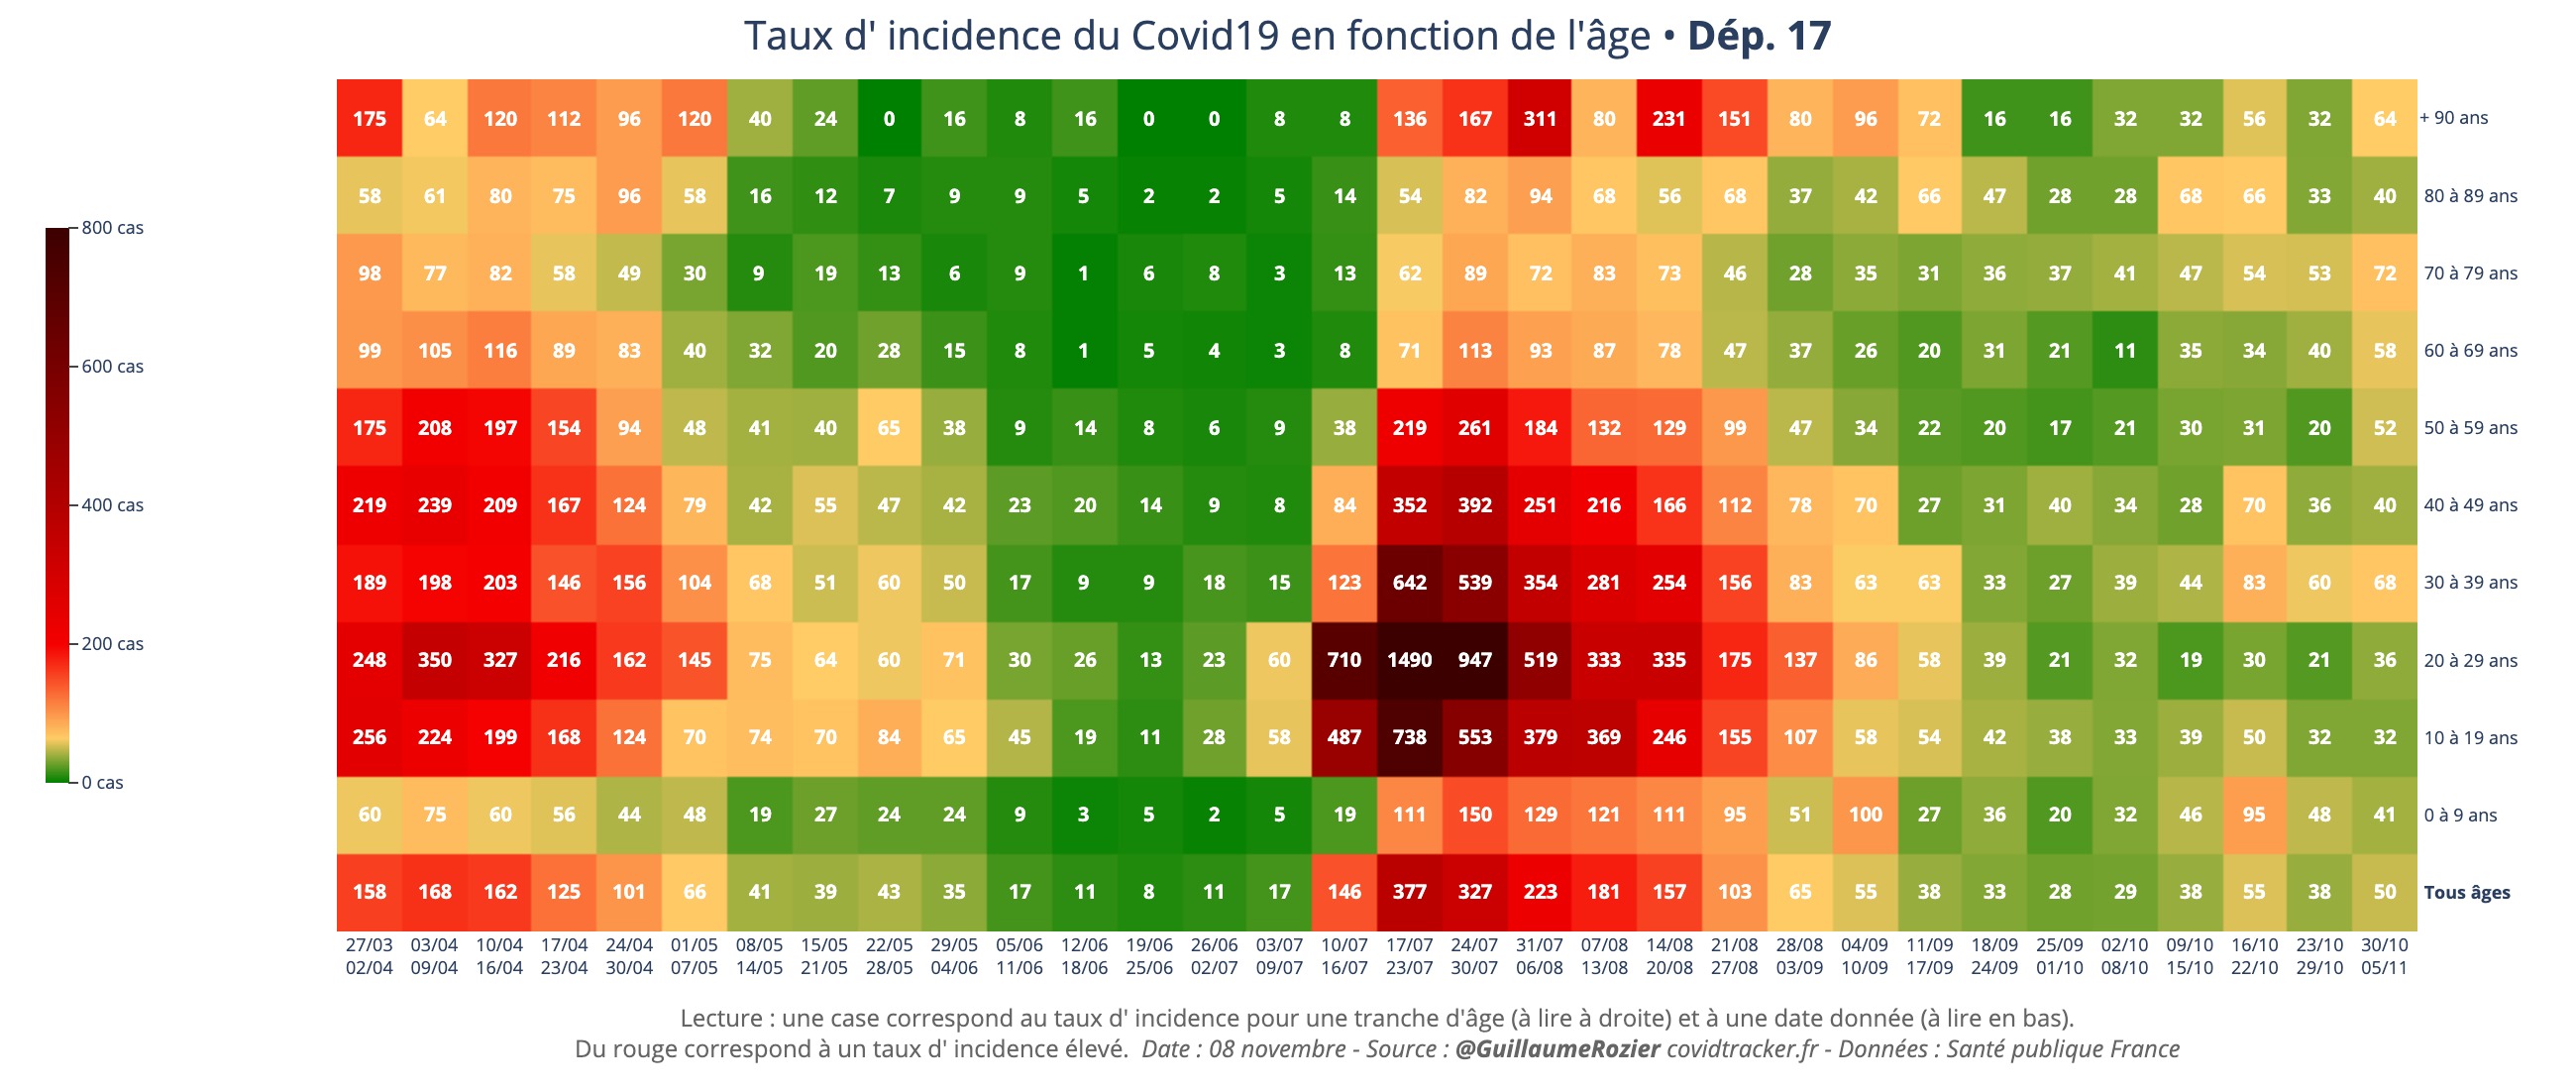 Taux d' incidence du Covid19 en fonction de l'âge • Dép. 17
175 64 120 112 96 120 40 24 0 16 8 16 0 0 8 8 136 167 311 80 231 151 80 96 72 16 16 32 32 56 32 64 + 90 ans
58 61 80 75 96 58 16 12 7 9 9 5 2 2 5 14 54 82 94 68 56 68 37 42 66 47 28 28 68 66 33 40 80 à 89 ans
800 cas
98 77 82 58 49 30 9 19 13 6 9 1 6 8 3 13 62 89 72 83 73 46 28 35 31 36 37 41 47 54 53 72 70 à 79 ans
99 105 116 89 83 40 32 20 28 15 8 1 5 4 3 8 71 113 93 87 78 47 37 26 20 31 21 11 35 34 40 58 60 à 69 ans
600 cas
175 208 197 154 94 48 41 40 65 38 9 14 8 6 9 38 219 261 184 132 129 99 47 34 22 20 17 21 30 31 20 52 50 à 59 ans
400 cas
219 239 209 167 124 79 42 55 47 42 23 20 14 9 8 84 352 392 251 216 166 112 78 70 27 31 40 34 28 70 36 40 40 à 49 ans
189 198 203 146 156 104 68 51 60 50 17 9 9 18 15 123 642 539 354 281 254 156 83 63 63 33 27 39 44 83 60 68 30 à 39 ans
200 cas
248 350 327 216 162 145 75 64 60 71 30 26 13 23 60 710 1490 947 519 333 335 175 137 86 58 39 21 32 19 30 21 36 20 à 29 ans
256 224 199 168 124 70 74 70 84 65 45 19 11 28 58 487 738 553 379 369 246 155 107 58 54 42 38 33 39 50 32 32 10 à 19 ans
0 cas
60 75 60 56 44 48 19 27 24 24 9 3 5 2 5 19 111 150 129 121 111 95 51 100 27 36 20 32 46 95 48 41 0 à 9 ans
158 168 162 125 101 66 41 39 43 35 17 11 8 11 17 146 377 327 223 181 157 103 65 55 38 33 28 29 38 55 38 50 Tous âges
27/03 03/04 10/04 17/04 24/04 01/05 08/05 15/05 22/05 29/05 05/06 12/06 19/06 26/06 03/07 10/07 17/07 24/07 31/07 07/08 14/08 21/08 28/08 04/09 11/09 18/09 25/09 02/10 09/10 16/10 23/10 30/10
02/04 09/04 16/04 23/04 30/04 07/05 14/05 21/05 28/05 04/06 11/06 18/06 25/06 02/07 09/07 16/07 23/07 30/07 06/08 13/08 20/08 27/08 03/09 10/09 17/09 24/09 01/10 08/10 15/10 22/10 29/10 05/11
Lecture : une case correspond au taux d' incidence pour une tranche d'âge (à lire à droite) et à une date donnée (à lire en bas).
Du rouge correspond à un taux d' incidence élevé. Date : 08 novembre - Source : @GuillaumeRozier covidtracker.fr - Données : Santé publique France